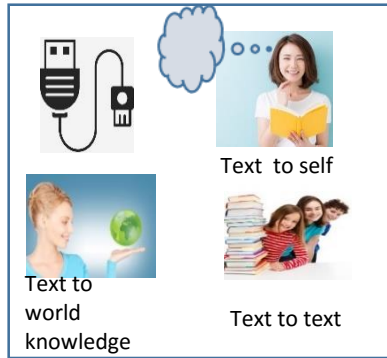 Text to self
Text to
world
knowledge
Text to text